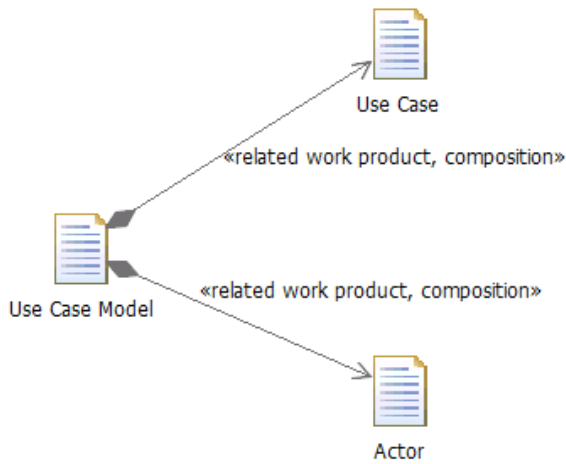 Use Case
«related work product, composition»
Use Case Model
«related work product, composition»
Actor